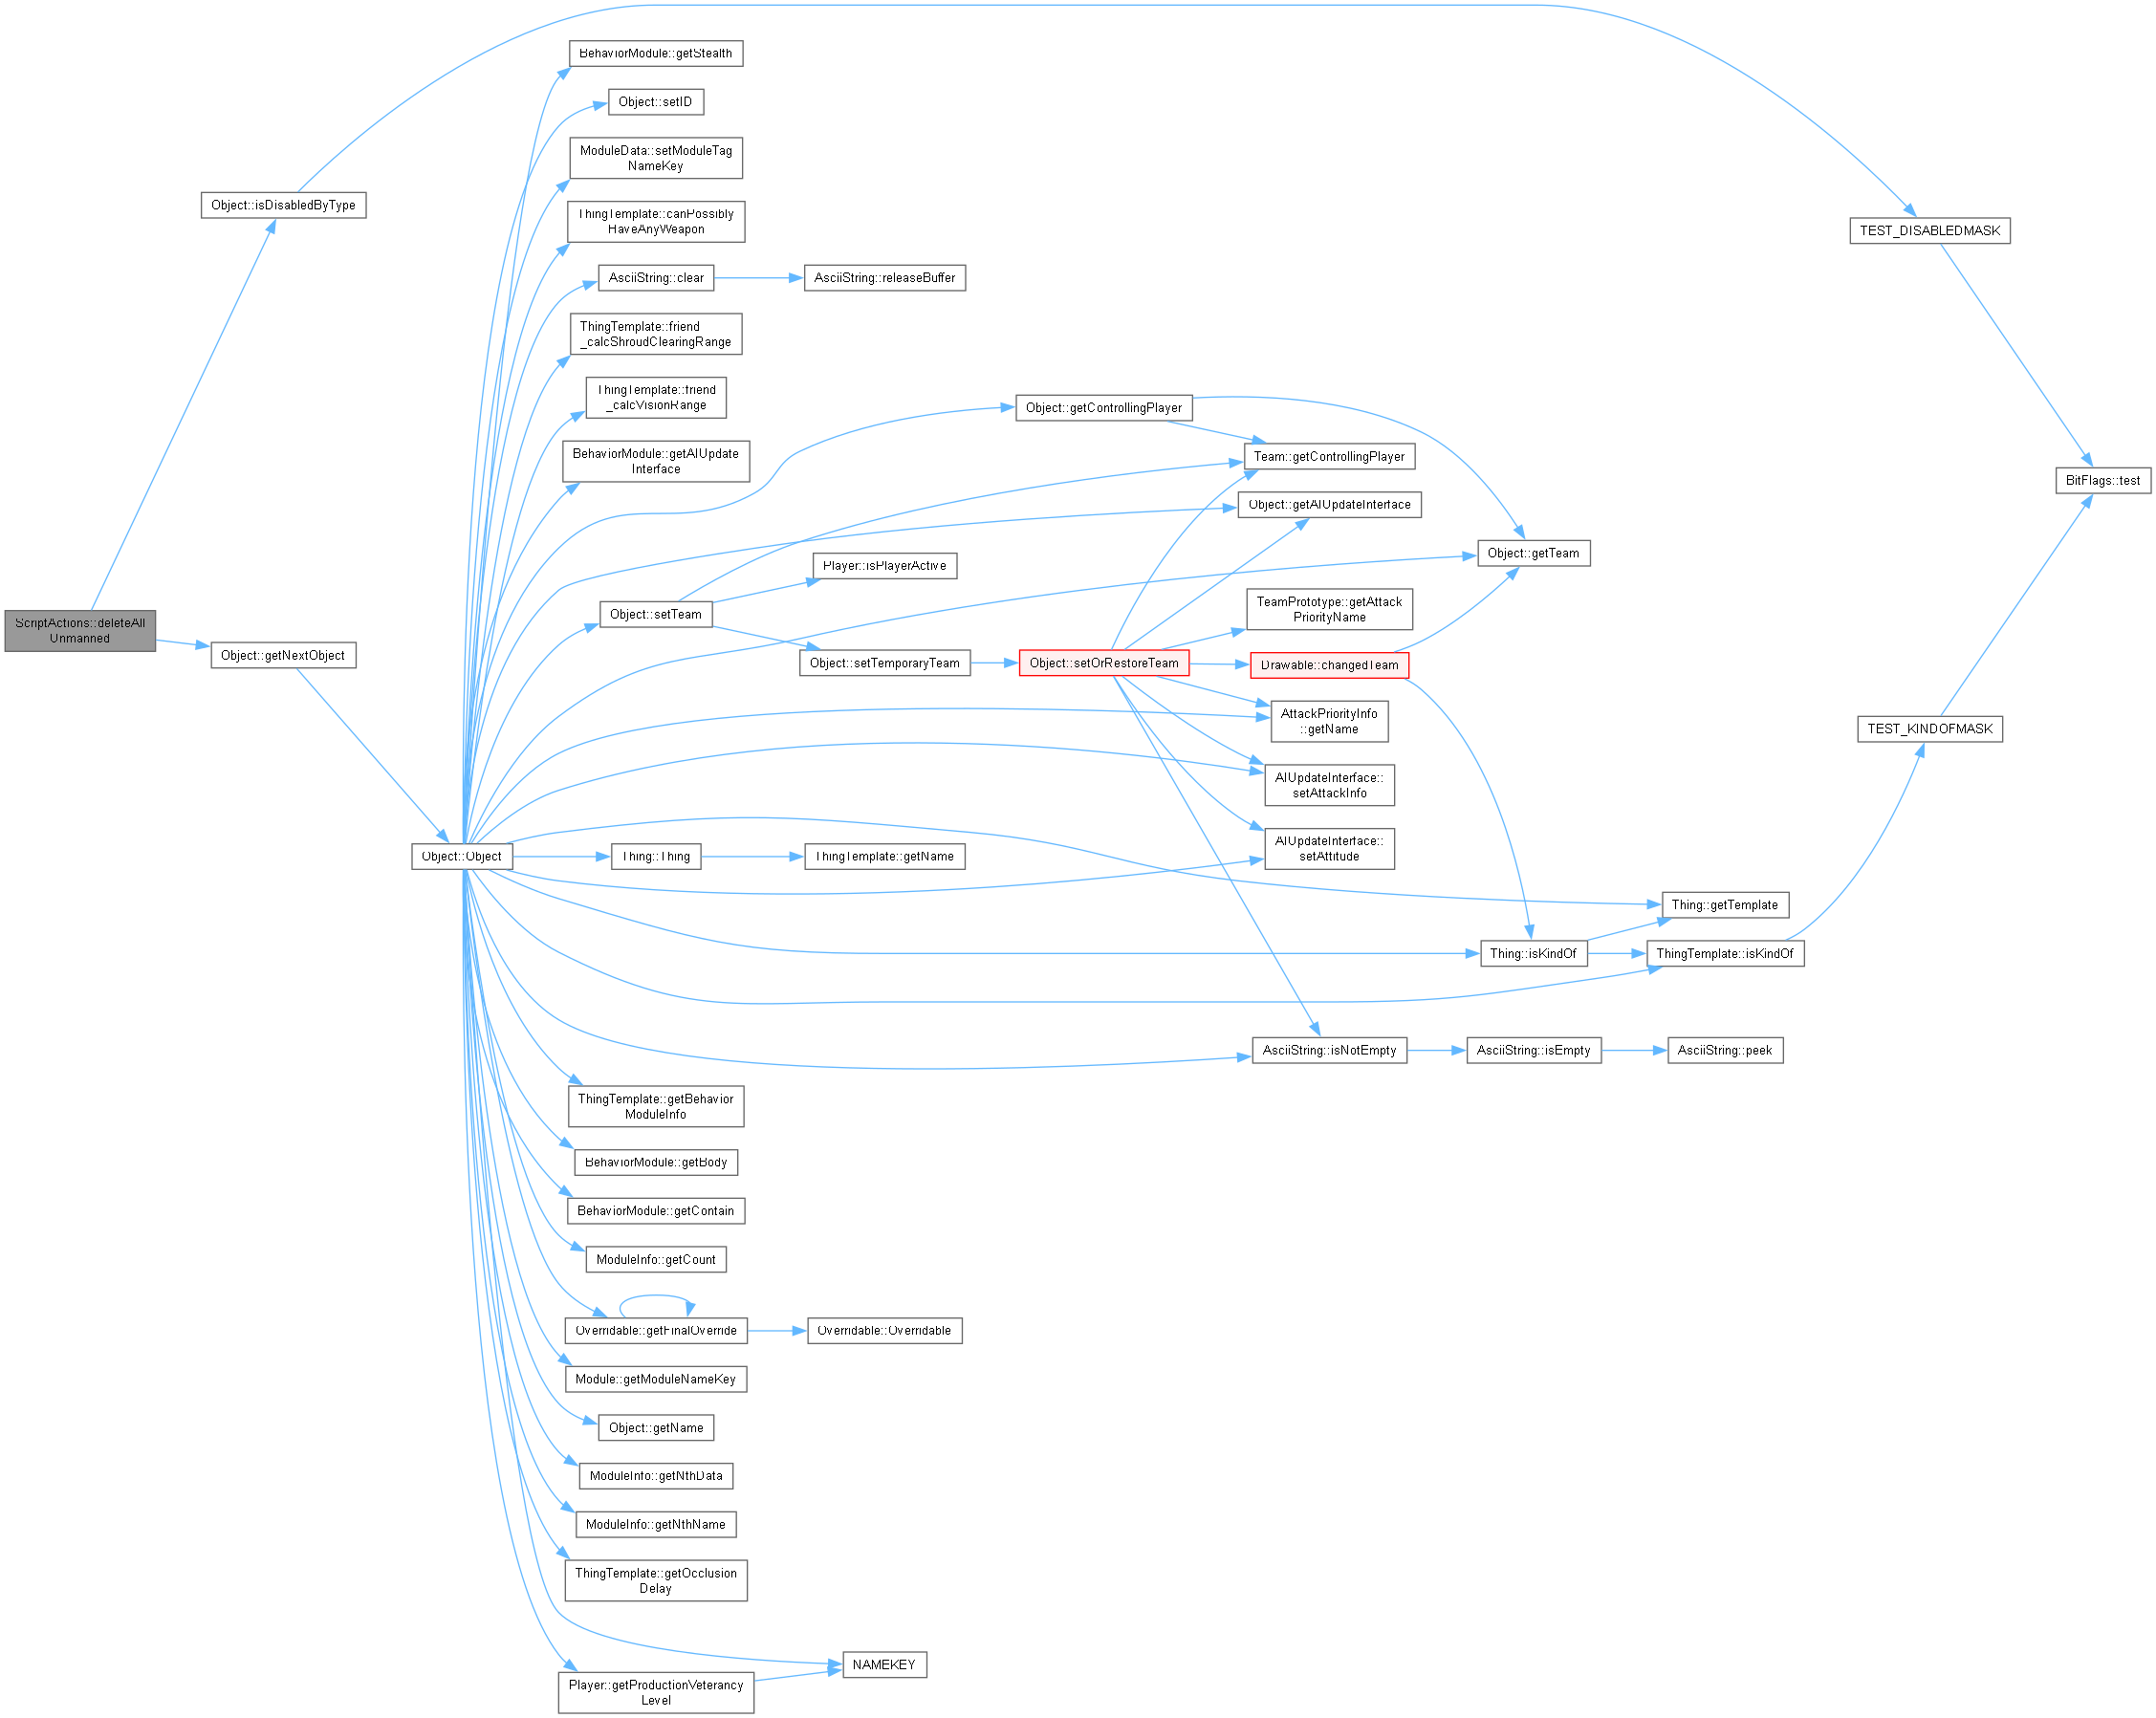 BehaviorModule::getStealth
Object::setID
ModuleData::setModuleTag
NameKey
Object::isDisabledByType
ThingTemplate::canPossibly
HaveAnyWeapon
TEST_DISABLEDMASK
AsciiString::clear
AsciiString::releaseBuffer
ThingTemplate::friend
_calcShroudClearingRange
ThingTemplate::friend
_calcVisionRange
Object::getControllingPlayer
BehaviorModule::getAIUpdate
Interface
Team::getControllingPlayer
BitFlags::test
Object::getAIUpdateInterface
Object::getTeam
Player::isPlayerActive
TeamPrototype::getAttack
PriorityName
Object::setTeam
ScriptActions::deleteAll
Unmanned
Object::getNextObject
Object::setTemporaryTeam
Object::setOrRestoreTeam
Drawable::changedTeam
AttackPriorityInfo
::getName
TEST_KINDOFMASK
AIUpdateInterface::
setAttackInfo
AIUpdateInterface::
setAttitude
Object::Object
Thing::Thing
ThingTemplate::getName
Thing::getTemplate
Thing::isKindOf
ThingTemplate::isKindOf
AsciiString::isNotEmpty
AsciiString::isEmpty
AsciiString::peek
ThingTemplate::getBehavior
ModuleInfo
BehaviorModule::getBody
BehaviorModule::getContain
ModuleInfo::getCount
Overridable::getFinalOverride
Overridable::Overridable
Module::getModuleNameKey
Object::getName
ModuleInfo::getNthData
ModuleInfo::getNthName
ThingTemplate::getOcclusion
Delay
NAMEKEY
Player::getProductionVeterancy
Level